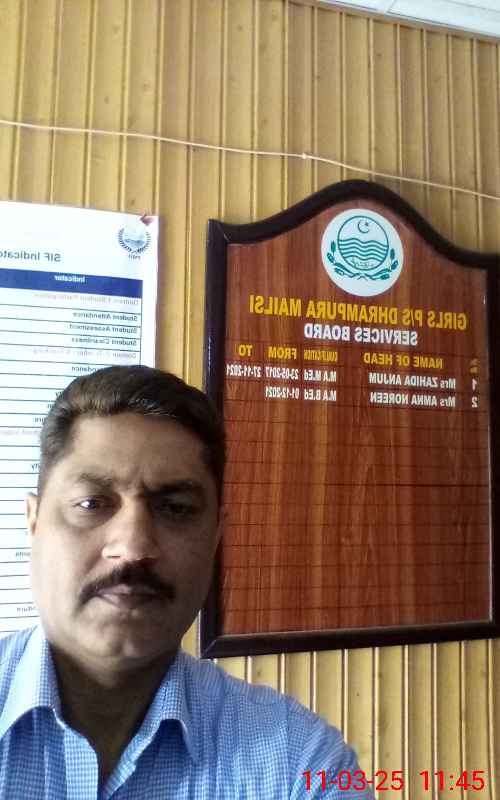 SIF Indicato
Indicator
Student Attendance
Student Assessment
Student Cleanliness
GIRLS P/S DHRAMPURA MAILSI
SERVICES BOARD
NAME OF HEAD QUALIFICATION FROM TO
1 Mrs ZAHIDA ANJUM M.A.M.Ed 23-05-2017 27-11-2021
2 Mrs AMNA NOREEN M.A.B.Ed 01-12-2021
11-03-25 11:45